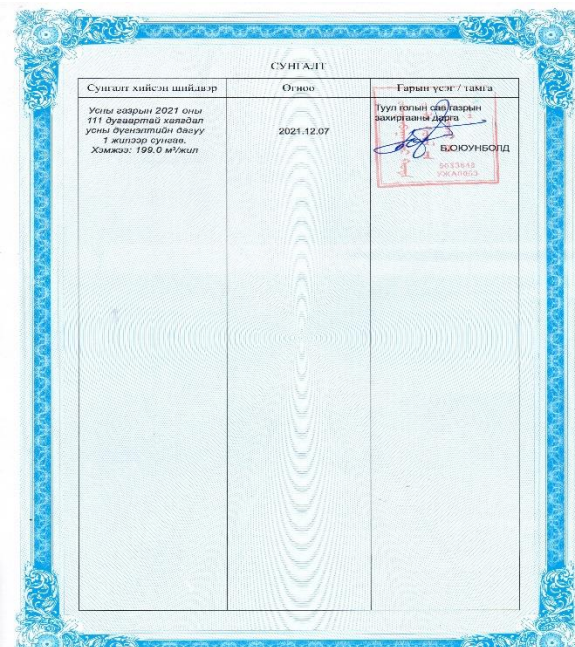 СУНГАЛТ
Сунгалт хийсэн шийдвэр
Огноо
Гарын үсэг / тамга
Усны газрын 2021 оны
111 дугаартай хаягдал
усны дүгнэлтийн дагуу
1 жилээр сунгав.
Хэмжээ: 199.0 м³/жил
2021.12.07
Туул голын сав газрын
захиргааны дарга
Б.ОЮУНБОЛД